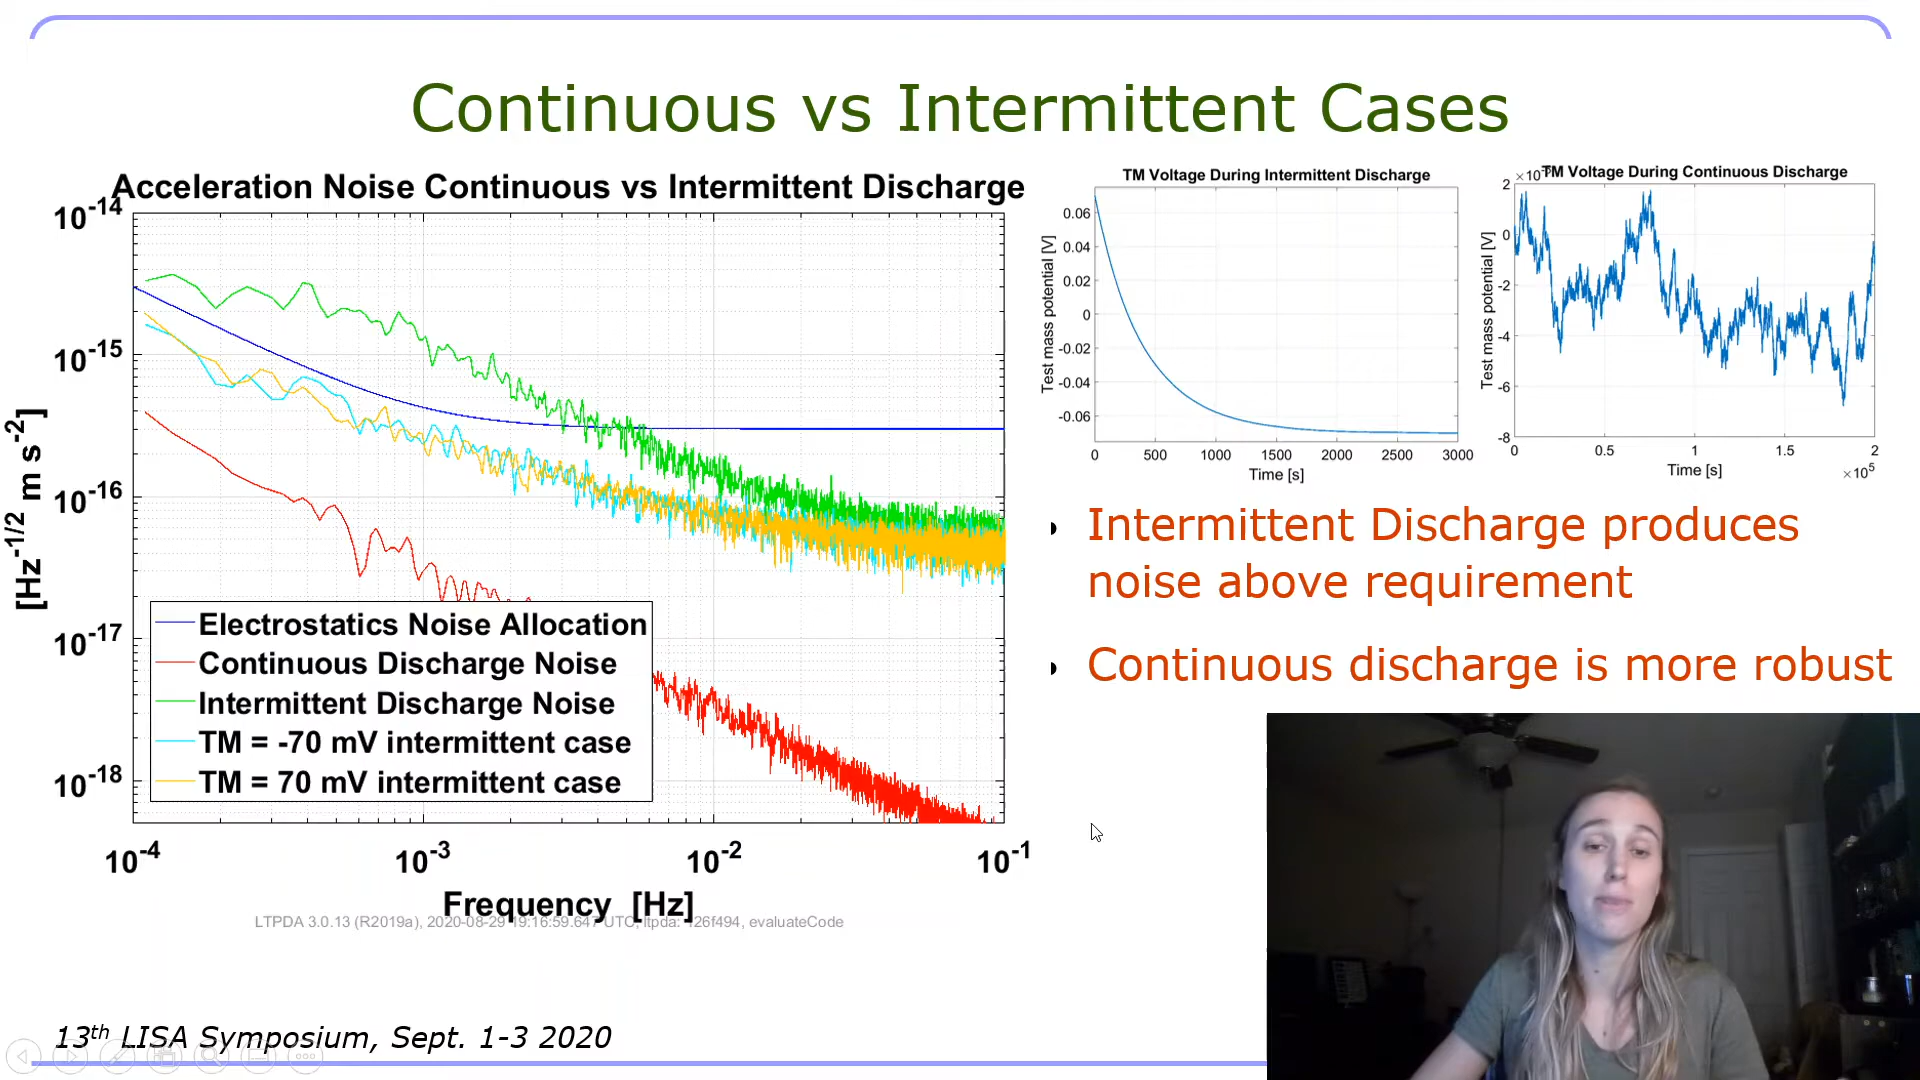 Continuous vs Intermittent Cases
Acceleration Noise Continuous vs Intermittent Discharge
10-14
10-15
10-16
10-17
10-18
[Hz-1/2 m s-2]
Electrostatics Noise Allocation
Continuous Discharge Noise
Intermittent Discharge Noise
TM = -70 mV intermittent case
TM = 70 mV intermittent case
10-4 10-3 10-2 10-1
Frequency [Hz]
LTPDA 3.0.13 (R2019a), 2020-08-29 19:16:59.647 UTC, ltpda: 126f494, evaluateCode
TM Voltage During Intermittent Discharge
Test mass potential [V]
0.06
0.04
0.02
0
-0.02
-0.04
-0.06
0 500 1000 1500 2000 2500 3000
Time [s]
TM Voltage During Continuous Discharge
Test mass potential [V]
2
0
-2
-4
-6
-8
0 0.5 1 1.5 2
Time [s]
×105
Intermittent Discharge produces
noise above requirement
Continuous discharge is more robust
13th LISA Symposium, Sept. 1-3 2020